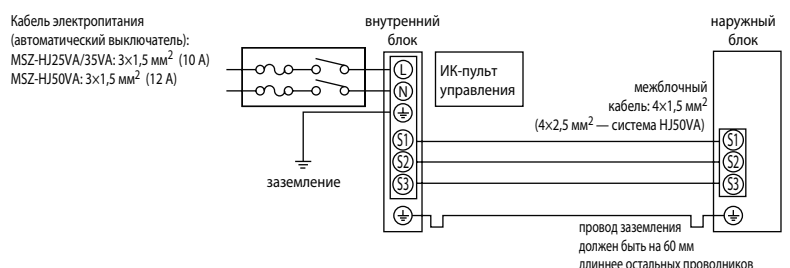 Кабель электропитания
(автоматический выключатель):
MSZ-HJ25VA/35VA: 3×1,5 мм² (10 А)
MSZ-HJ50VA: 3×1,5 мм² (12 А)
внутренний
блок
наружный
блок
L
N
ИК-пульт
управления
межблочный
кабель: 4×1,5 мм²
(4×2,5 мм² — система HJ50VA)
S1
S2
S3
S1
S2
S3
заземление
провод заземления
должен быть на 60 мм
длиннее остальных проводников